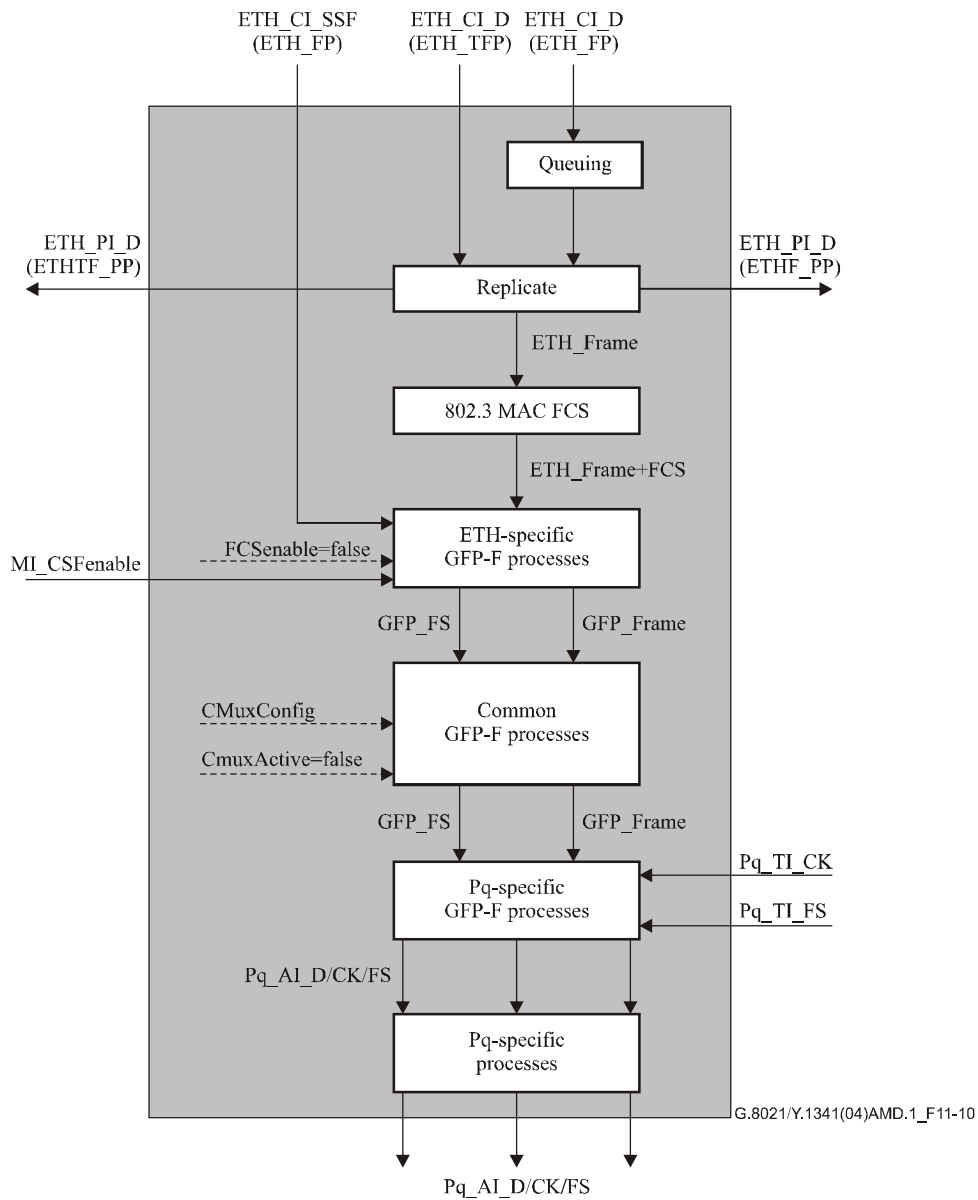 ETH_CI_SSF
(ETH_FP)
ETH_CI_D
(ETH_TFP)
ETH_CI_D
(ETH_FP)
Queuing
ETH_PI_D
(ETHTF_PP)
ETH_PI_D
(ETHF_PP)
Replicate
ETH_Frame
802.3 MAC FCS
ETH_Frame+FCS
ETH-specific
GFP-F processes
FCSenable=false
MI_CSFenable
GFP_FS
GFP_Frame
CMuxConfig
Common
GFP-F processes
CmuxActive=false
GFP_FS
GFP_Frame
Pq_TI_CK
Pq-specific
GFP-F processes
Pq_TI_FS
Pq_AI_D/CK/FS
Pq-specific
processes
G.8021/Y.1341(04)AMD.1_F11-10
Pq_AI_D/CK/FS